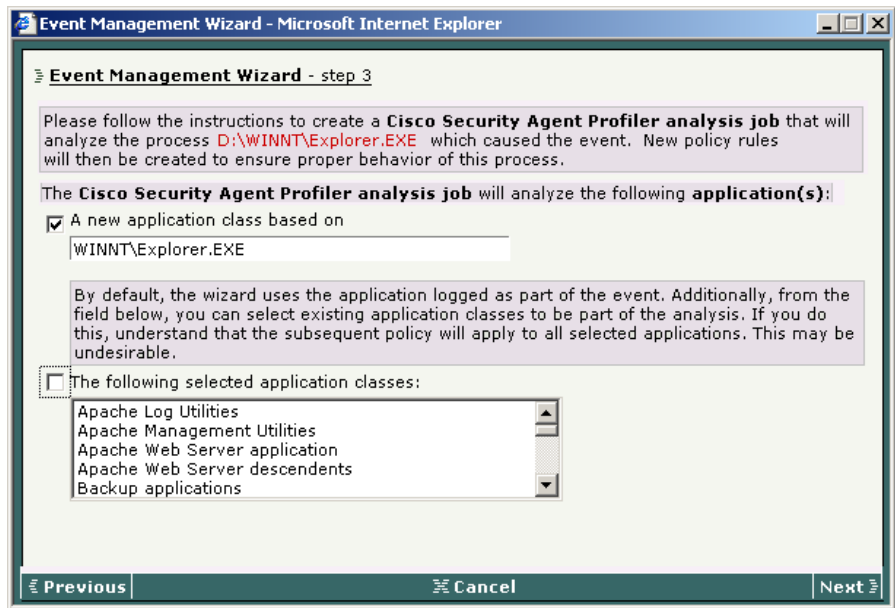 Event Management Wizard - Microsoft Internet Explorer
Event Management Wizard - step 3
Please follow the instructions to create a Cisco Security Agent Profiler analysis job that will
analyze the process D:\WINNT\Explorer.EXE which caused the event. New policy rules
will then be created to ensure proper behavior of this process.
The Cisco Security Agent Profiler analysis job will analyze the following application(s):
A new application class based on
WINNT\Explorer.EXE
By default, the wizard uses the application logged as part of the event. Additionally, from the
field below, you can select existing application classes to be part of the analysis. If you do
this, understand that the subsequent policy will apply to all selected applications. This may be
undesirable.
The following selected application classes:
Apache Log Utilities
Apache Management Utilities
Apache Web Server application
Apache Web Server descendents
Backup applications
Previous Cancel Next